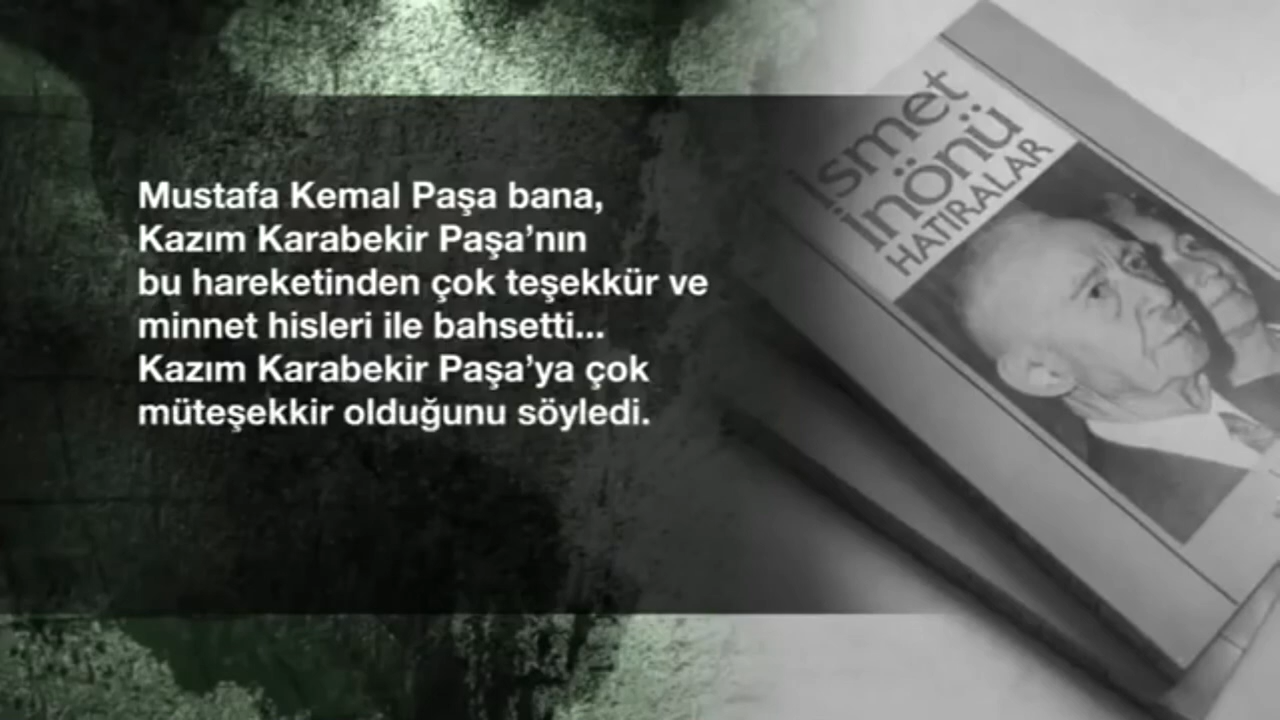 Mustafa Kemal Paşa bana,
Kazım Karabekir Paşa’nın
bu hareketinden çok teşekkür ve
minnet hisleri ile bahsetti...
Kazım Karabekir Paşa’ya çok
müteşekkir olduğunu söyledi.
İsmet
İnönü
HATIRALAR